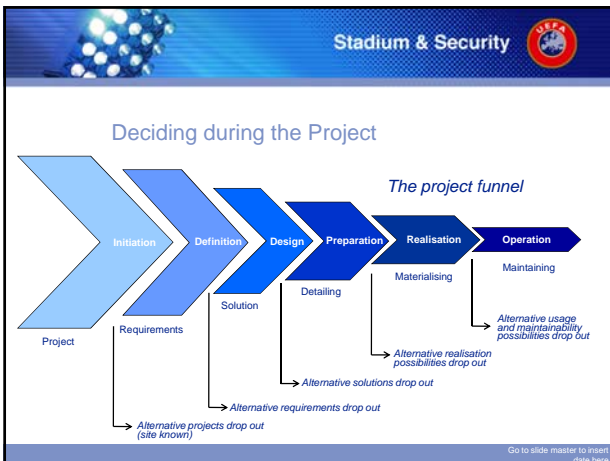 Stadium & Security
UEFA
Deciding during the Project
The project funnel
Initiation
Definition
Design
Preparation
Realisation
Operation
Project
Requirements
Solution
Detailing
Materialising
Maintaining
Alternative usage
and maintainability
possibilities drop out
Alternative realisation
possibilities drop out
Alternative solutions drop out
Alternative requirements drop out
Alternative projects drop out
(site known)
Go to slide master to insert
date here